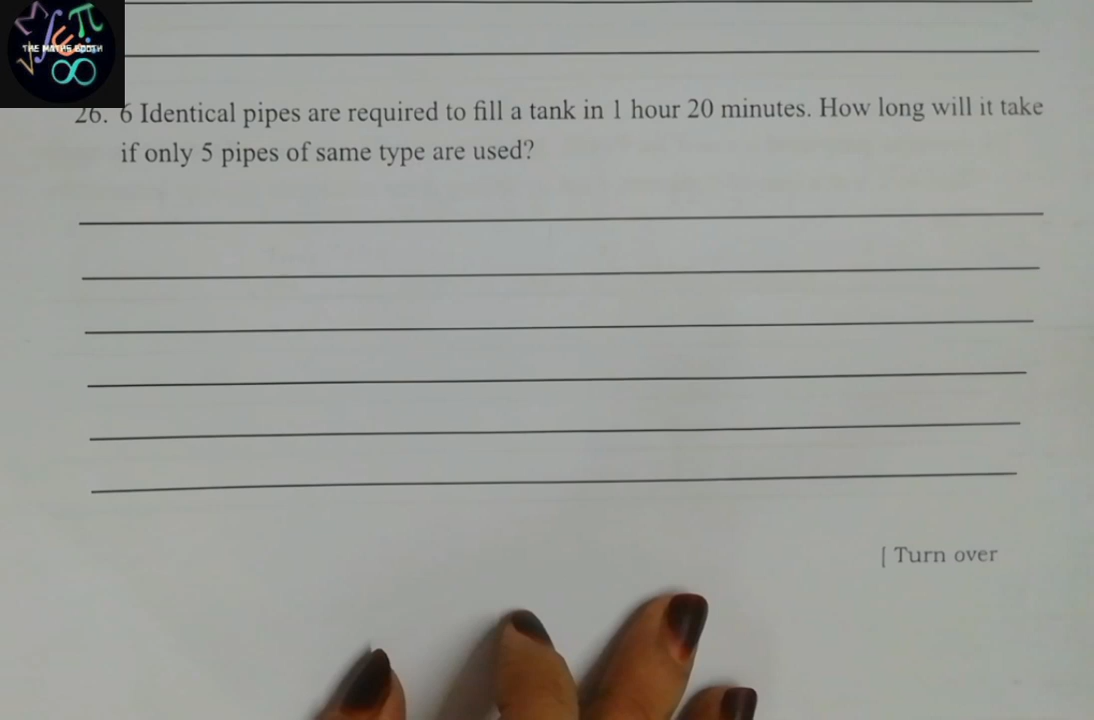 THE MATHS BOOTH
26. 6 Identical pipes are required to fill a tank in 1 hour 20 minutes. How long will it take
if only 5 pipes of same type are used?
[ Turn over